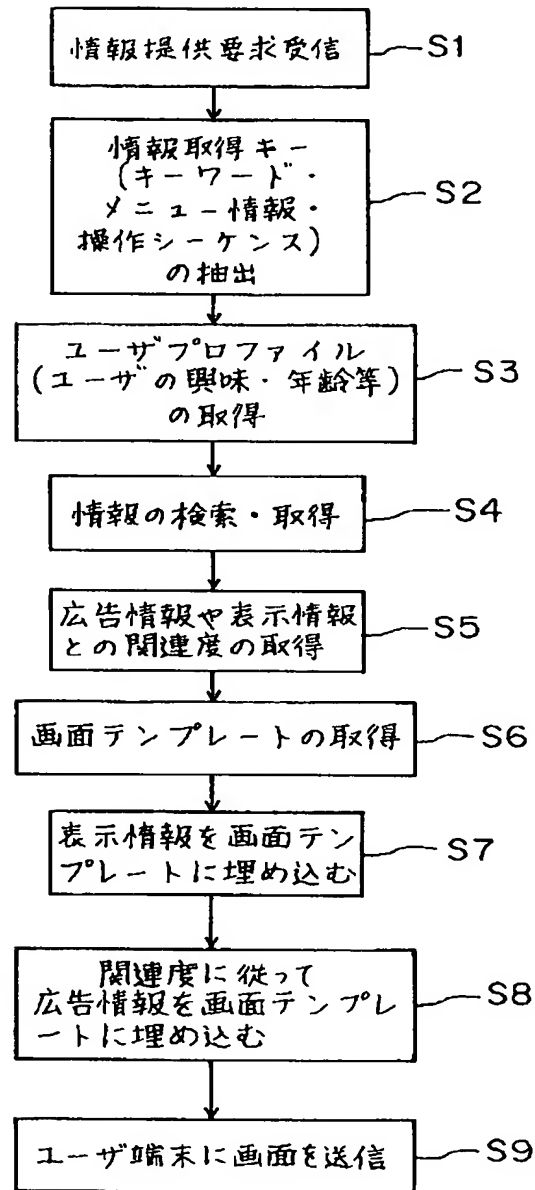 情報提供要求受信
S1
情報取得キー
(キーワード・
メニュー情報・
操作シーケンス)
の抽出
S2
ユーザプロファイル
(ユーザの興味・年齢等)
の取得
S3
情報の検索・取得
S4
広告情報や表示情報
との関連度の取得
S5
画面テンプレートの取得
S6
表示情報を画面テン
プレートに埋め込む
S7
関連度に従って
広告情報を画面テンプレ
ートに埋め込む
S8
ユーザ端末に画面を送信
S9